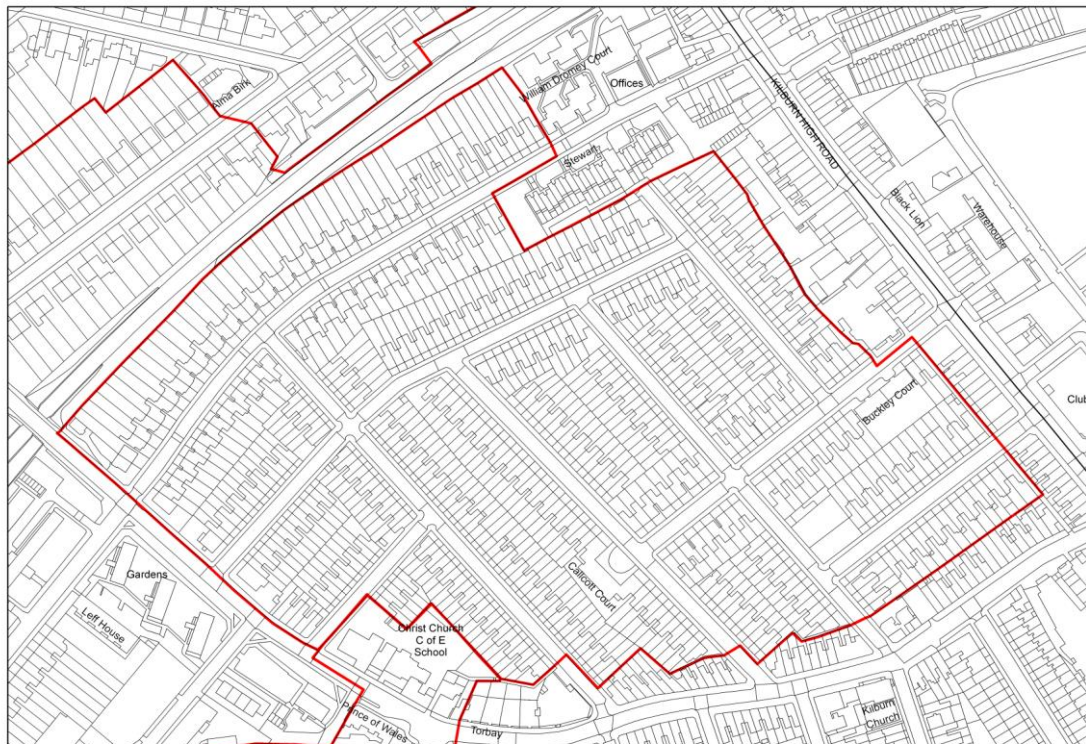 William Dromey Court
Offices
Alma Birk
KILBURN HIGH ROAD
Stewart
Black Lion
Warehouse
Club
Buckley Court
Gardens
Leff House
Callcott Court
Christ Church
C of E
School
Prince of Wales
Torbay
Kilburn
Church